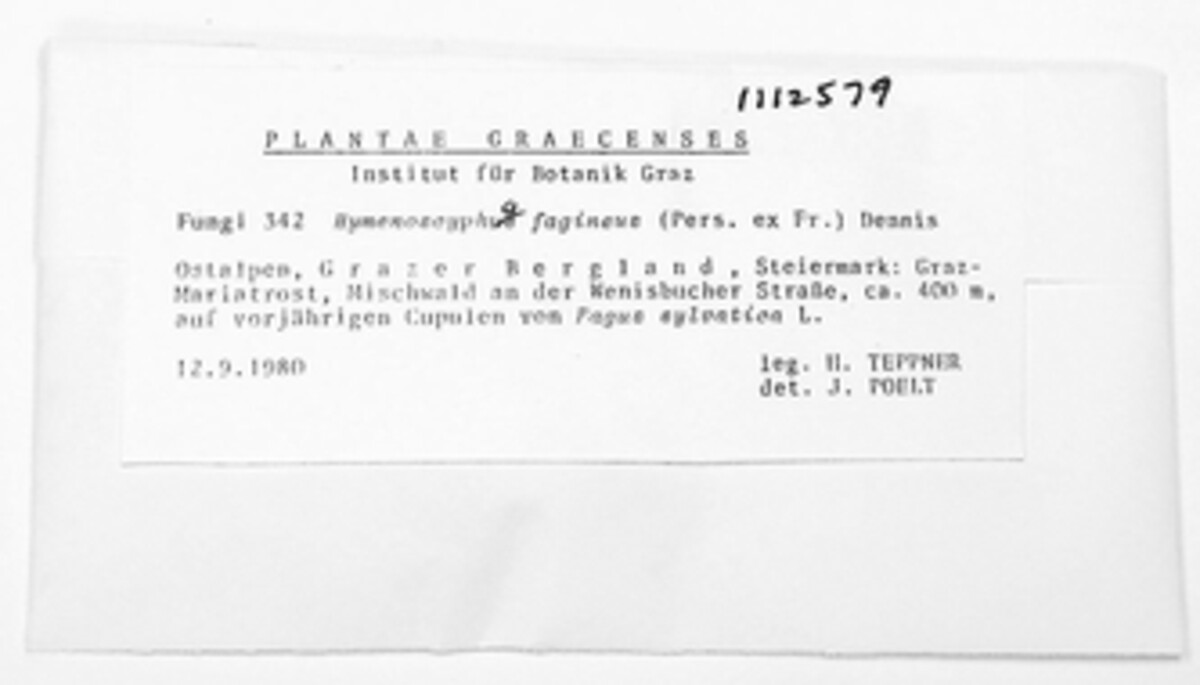 1112579
PLANTAE GRAECENSES
Institut für Botanik Graz
Fungi 342 Hymenoscyphus fagineus (Pers. ex Fr.) Dennis
Ostalpen, Grazer Bergland, Steiermark: Graz-
Mariatrost, Mischwald an der Wenisbucher Straße, ca. 400 m,
auf vorjährigen Cupulen von Fagus sylvatica L.
12.9.1980
leg. H. TEPPNER
det. J. POELT